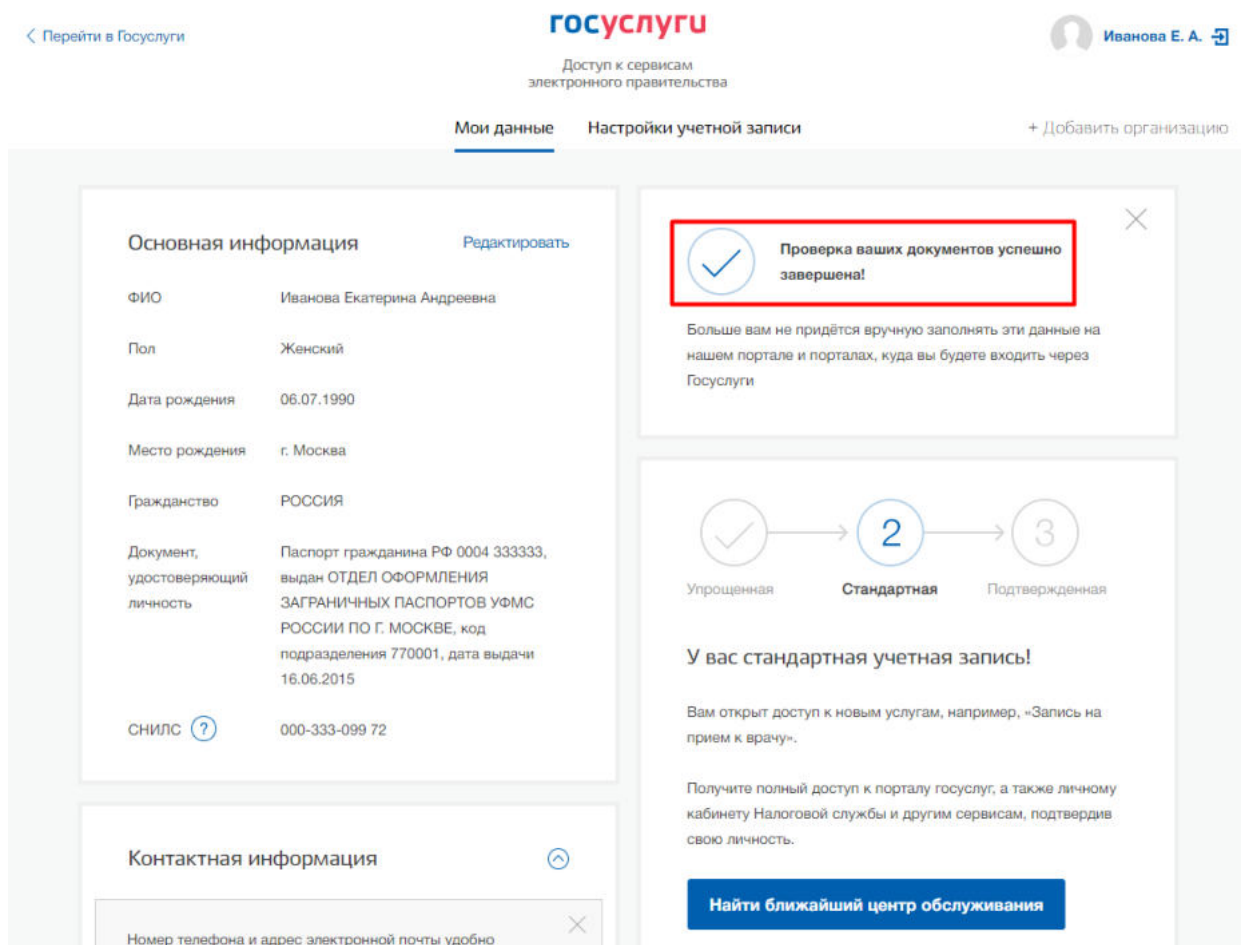 Перейти в Госуслуги
госуслуги
Иванова Е. А.
Доступ к сервисам
электронного правительства
Мои данные
Настройки учетной записи
+ Добавить организацию
Основная информация
Редактировать
ФИО
Иванова Екатерина Андреевна
Пол
Женский
Дата рождения
06.07.1990
Место рождения
г. Москва
Гражданство
РОССИЯ
Документ,
удостоверяющий
личность
Паспорт гражданина РФ 0004 333333,
выдан ОТДЕЛ ОФОРМЛЕНИЯ
ЗАГРАНИЧНЫХ ПАСПОРТОВ УФМС
РОССИИ ПО Г. МОСКВЕ, код
подразделения 770001, дата выдачи
16.06.2015
СНИЛС ?
000-333-099 72
Контактная информация
Номер телефона и адрес электронной почты удобно
Проверка ваших документов успешно
завершена!
Больше вам не придётся вручную заполнять эти данные на
нашем портале и порталах, куда вы будете входить через
Госуслуги
2
3
Упрощенная
Стандартная
Подтвержденная
У вас стандартная учетная запись!
Вам открыт доступ к новым услугам, например, «Запись на
прием к врачу».
Получите полный доступ к порталу госуслуг, а также личному
кабинету Налоговой службы и другим сервисам, подтвердив
свою личность.
Найти ближайший центр обслуживания